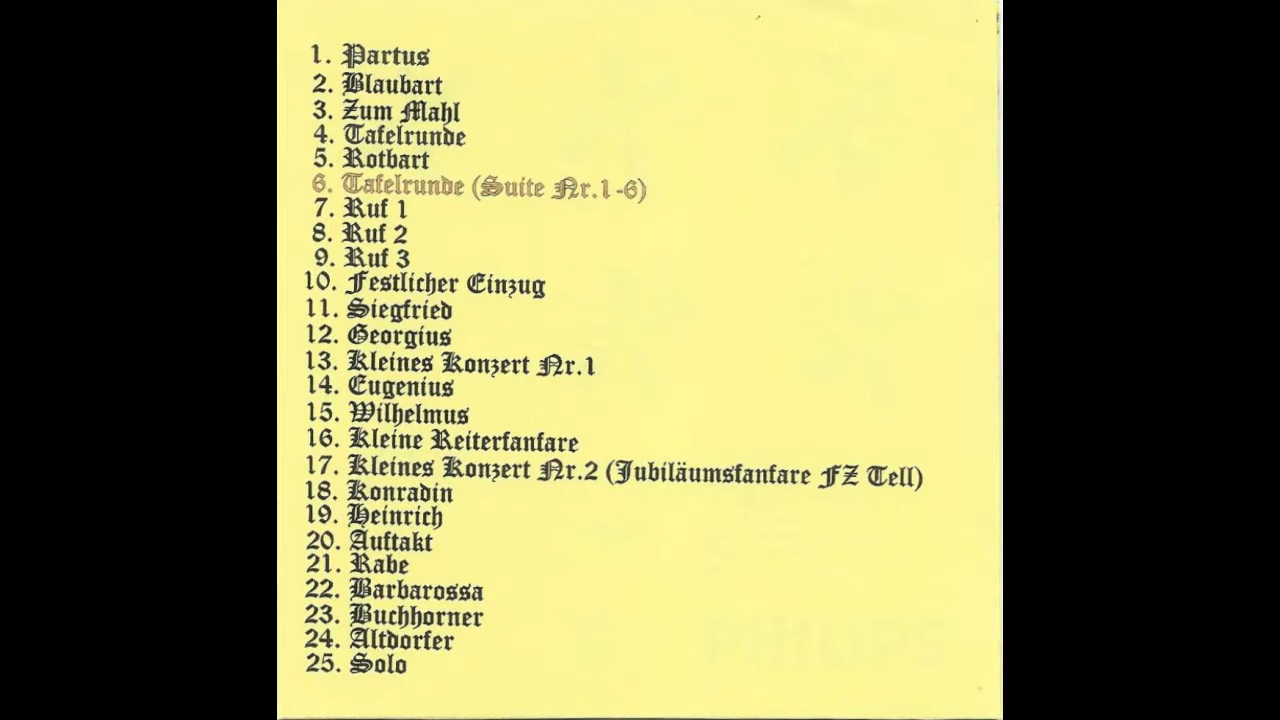 1. Partus
2. Blaubart
3. Zum Mahl
4. Tafelrunde
5. Rotbart
6. Tafelrunde (Suite Nr.1-6)
7. Ruf 1
8. Ruf 2
9. Ruf 3
10. Festlicher Einzug
11. Siegfried
12. Georgius
13. Kleines Konzert Nr.1
14. Eugenius
15. Wilhelmus
16. Kleine Reiterfanfare
17. Kleines Konzert Nr.2 (Jubiläumsfanfare FZ Tell)
18. Konradin
19. Heinrich
20. Auftakt
21. Rabe
22. Barbarossa
23. Buchhorner
24. Altdorfer
25. Solo